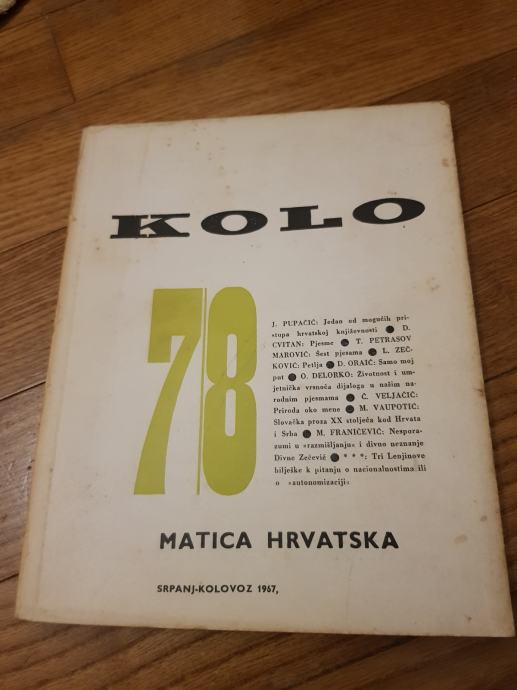 KOLO
7/8
J. PUPAČIĆ: Jedan od mogućih pri-
stupa hrvatskoj književnosti ● D.
CVITAN: Pjesme ● T. PETRASOV
MAROVIĆ: Šest pjesama ● L. ZEČ-
KOVIĆ: Petlja ● D. ORAIĆ: Samo moj
put ● O. DELORKO: Životnost i um-
jetnička vrsnoća dijaloga u našim na-
rodnim pjesmama ● Č. VELJAČIĆ:
Priroda oko mene ● M. VAUPOTIĆ:
Slovačka proza XX stoljeća kod Hrvata
i Srba ● M. FRANIČEVIĆ: Nespora-
zumi u »razmišljanju« i divno neznanje
Divne Zečević ● * * *: Tri Lenjinove
bilješke k pitanju o nacionalnostima ili
o »autonomizaciji«
MATICA HRVATSKA
SRPANJ-KOLOVOZ 1967,